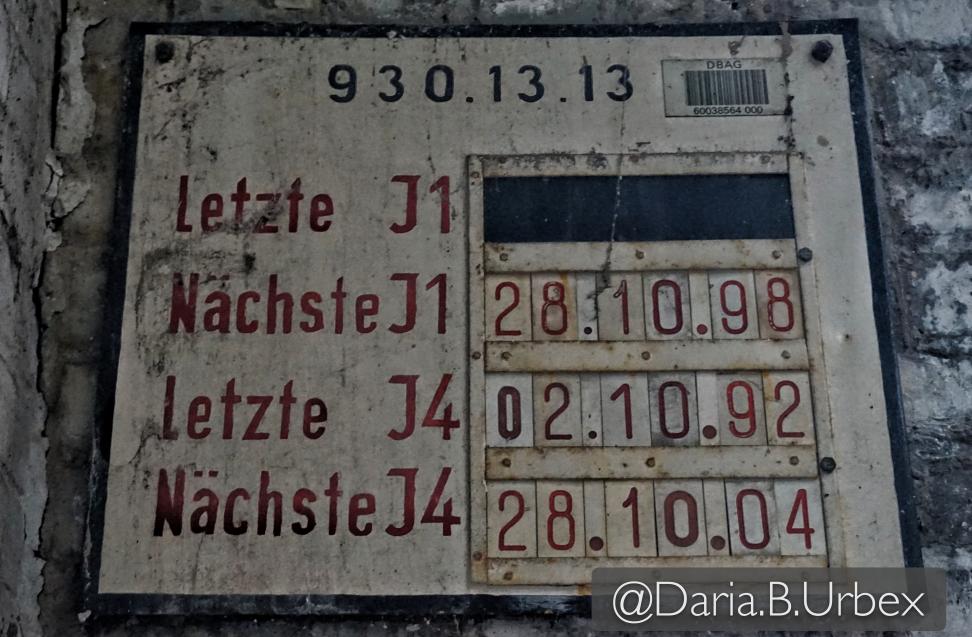 930.13.13
DBAG
60038564 000
Letzte J1
Nächste J1 28.10.98
Letzte J4 02.10.92
Nächste J4 28.10.04
@Daria.B.Urbex